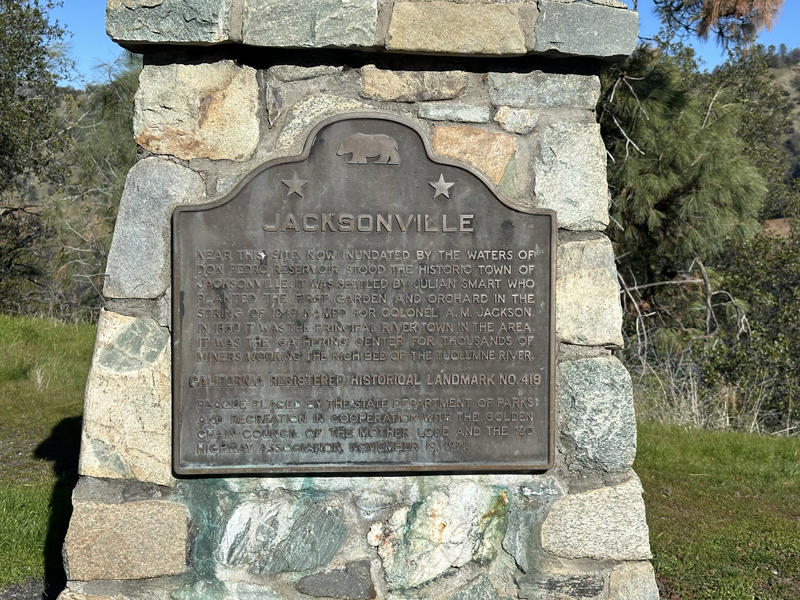 JACKSONVILLE
NEAR THIS SITE, NOW INUNDATED BY THE WATERS OF
DON PEDRO RESERVOIR STOOD THE HISTORIC TOWN OF
JACKSONVILLE. IT WAS SETTLED BY JULIAN SMART WHO
PLANTED THE FIRST GARDEN AND ORCHARD IN THE
SPRING OF 1849. NAMED FOR COLONEL A. M. JACKSON.
IN 1850 IT WAS THE PRINCIPAL RIVER TOWN IN THE AREA.
IT WAS THE GATHERING CENTER FOR THOUSANDS OF
MINERS WORKING THE RICH BED OF THE TUOLUMNE RIVER.
CALIFORNIA REGISTERED HISTORICAL LANDMARK NO. 419
PLAQUE PLACED BY THE STATE DEPARTMENT OF PARKS
AND RECREATION IN COOPERATION WITH THE GOLDEN
CHAIN COUNCIL OF THE MOTHER LODE AND THE 120
HIGHWAY ASSOCIATION, NOVEMBER 19, 1971.